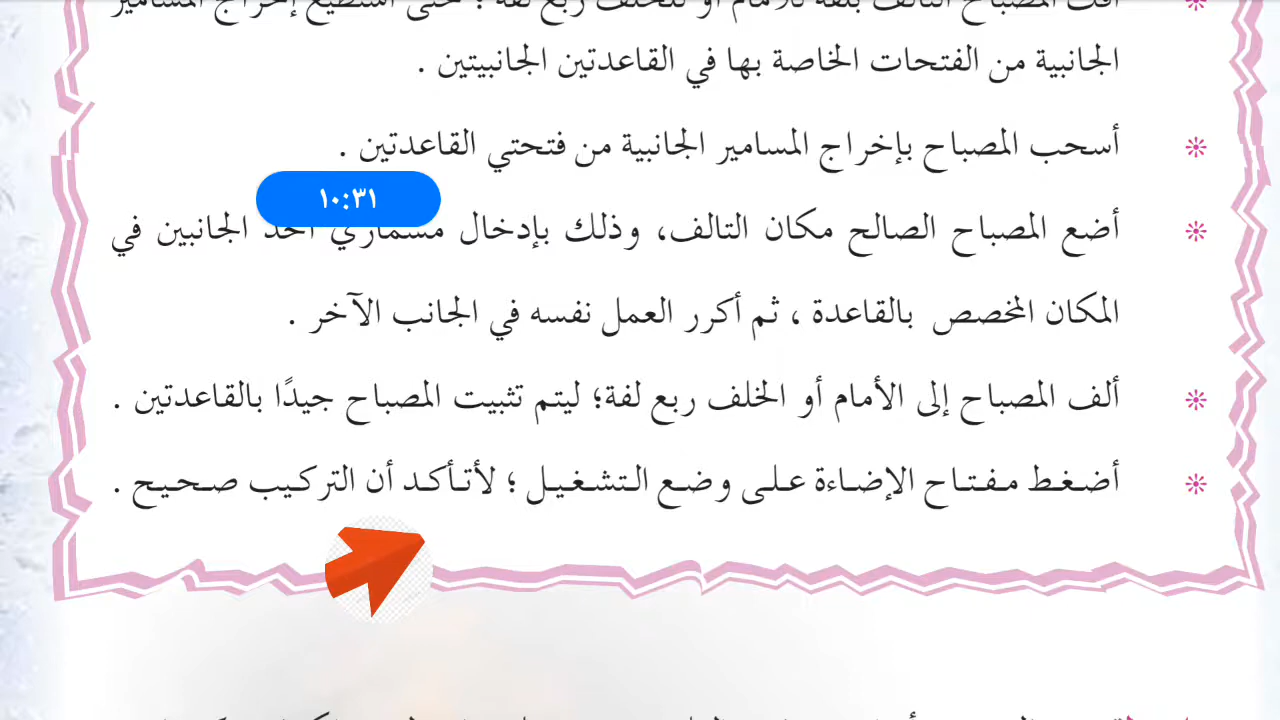 الجانبية من الفتحات الخاصة بها في القاعدتين الجانبيتين .
❊ أسحب المصباح بإخراج المسامير الجانبية من فتحتي القاعدتين .
١٠:٣١
❊ أضع المصباح الصالح مكان التالف، وذلك بإدخال مسماري أحد الجانبين في
المكان المخصص بالقاعدة ، ثم أكرر العمل نفسه في الجانب الآخر .
❊ ألف المصباح إلى الأمام أو الخلف ربع لفة؛ ليتم تثبيت المصباح جيدًا بالقاعدتين .
❊ أضغط مفتاح الإضاءة على وضع التشغيل ؛ لأتأكد أن التركيب صحيح .